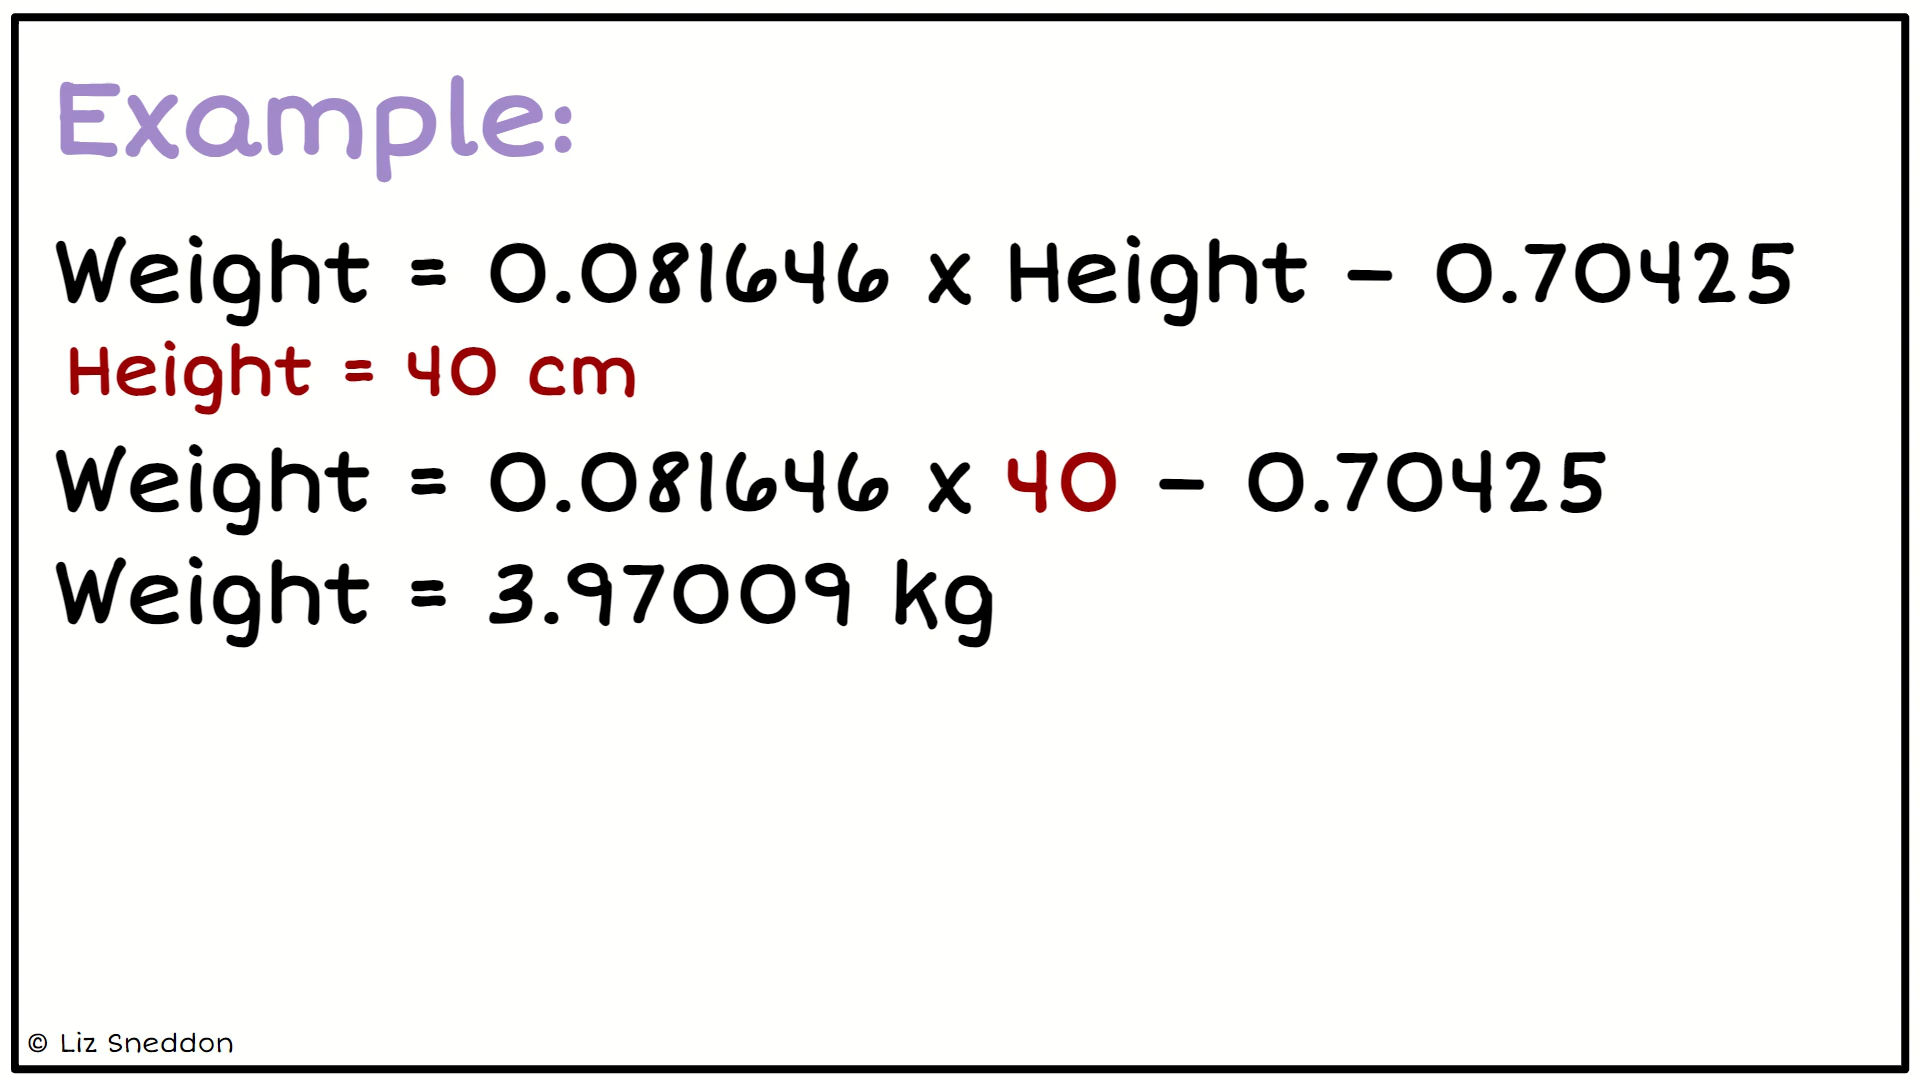 Example:
Weight = 0.081646 x Height – 0.70425
Height = 40 cm
Weight = 0.081646 x 40 – 0.70425
Weight = 3.97009 kg
© Liz Sneddon